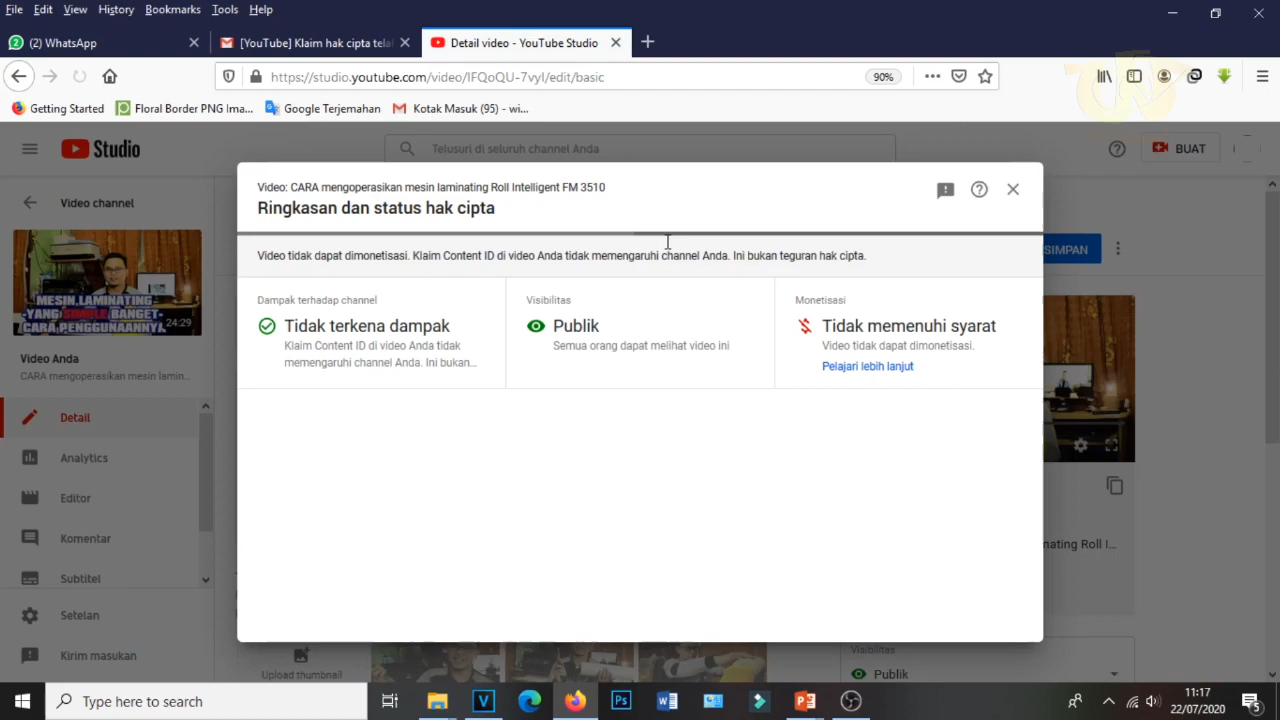 File Edit View History Bookmarks Tools Help
(2) WhatsApp
[YouTube] Klaim hak cipta tela
Detail video - YouTube Studio
https://studio.youtube.com/video/IFQoQU-7vyI/edit/basic
90%
Getting Started
Floral Border PNG Ima...
Google Terjemahan
Kotak Masuk (95) - wi...
Studio
Telusuri di seluruh channel Anda
BUAT
Video channel
Video: CARA mengoperasikan mesin laminating Roll Intelligent FM 3510
Ringkasan dan status hak cipta
SIMPAN
Video tidak dapat dimonetisasi. Klaim Content ID di video Anda tidak memengaruhi channel Anda. Ini bukan teguran hak cipta.
Dampak terhadap channel
Tidak terkena dampak
Klaim Content ID di video Anda tidak
memengaruhi channel Anda. Ini bukan...
Visibilitas
Publik
Semua orang dapat melihat video ini
Monetisasi
Tidak memenuhi syarat
Video tidak dapat dimonetisasi.
Pelajari lebih lanjut
MESIN LAMINATING
-YANG SIMPLE BANGET-
CARA PENGGUNAANNYA.
24:29
Video Anda
CARA mengoperasikan mesin lamin...
Detail
Analytics
Editor
Komentar
Subtitel
Setelan
Kirim masukan
nating Roll I...
Upload thumbnail
Visibilitas
Publik
Type here to search
11:17
22/07/2020
5